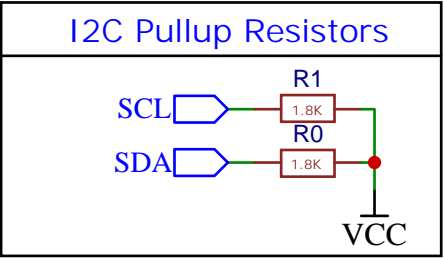 I2C Pullup Resistors
R1
SCL
1.8K
R0
SDA
1.8K
VCC